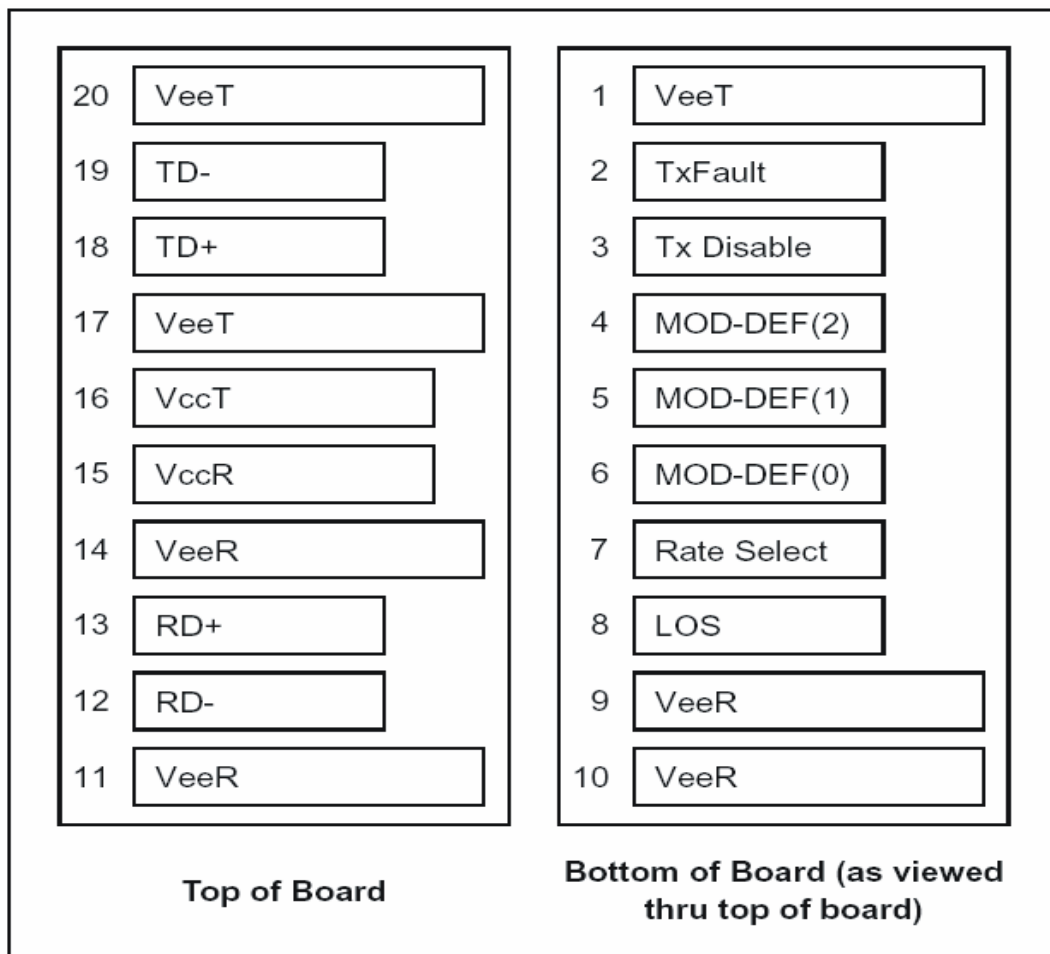 20 VeeT
19 TD-
18 TD+
17 VeeT
16 VccT
15 VccR
14 VeeR
13 RD+
12 RD-
11 VeeR
Top of Board
1 VeeT
2 TxFault
3 Tx Disable
4 MOD-DEF(2)
5 MOD-DEF(1)
6 MOD-DEF(0)
7 Rate Select
8 LOS
9 VeeR
10 VeeR
Bottom of Board (as viewed
thru top of board)